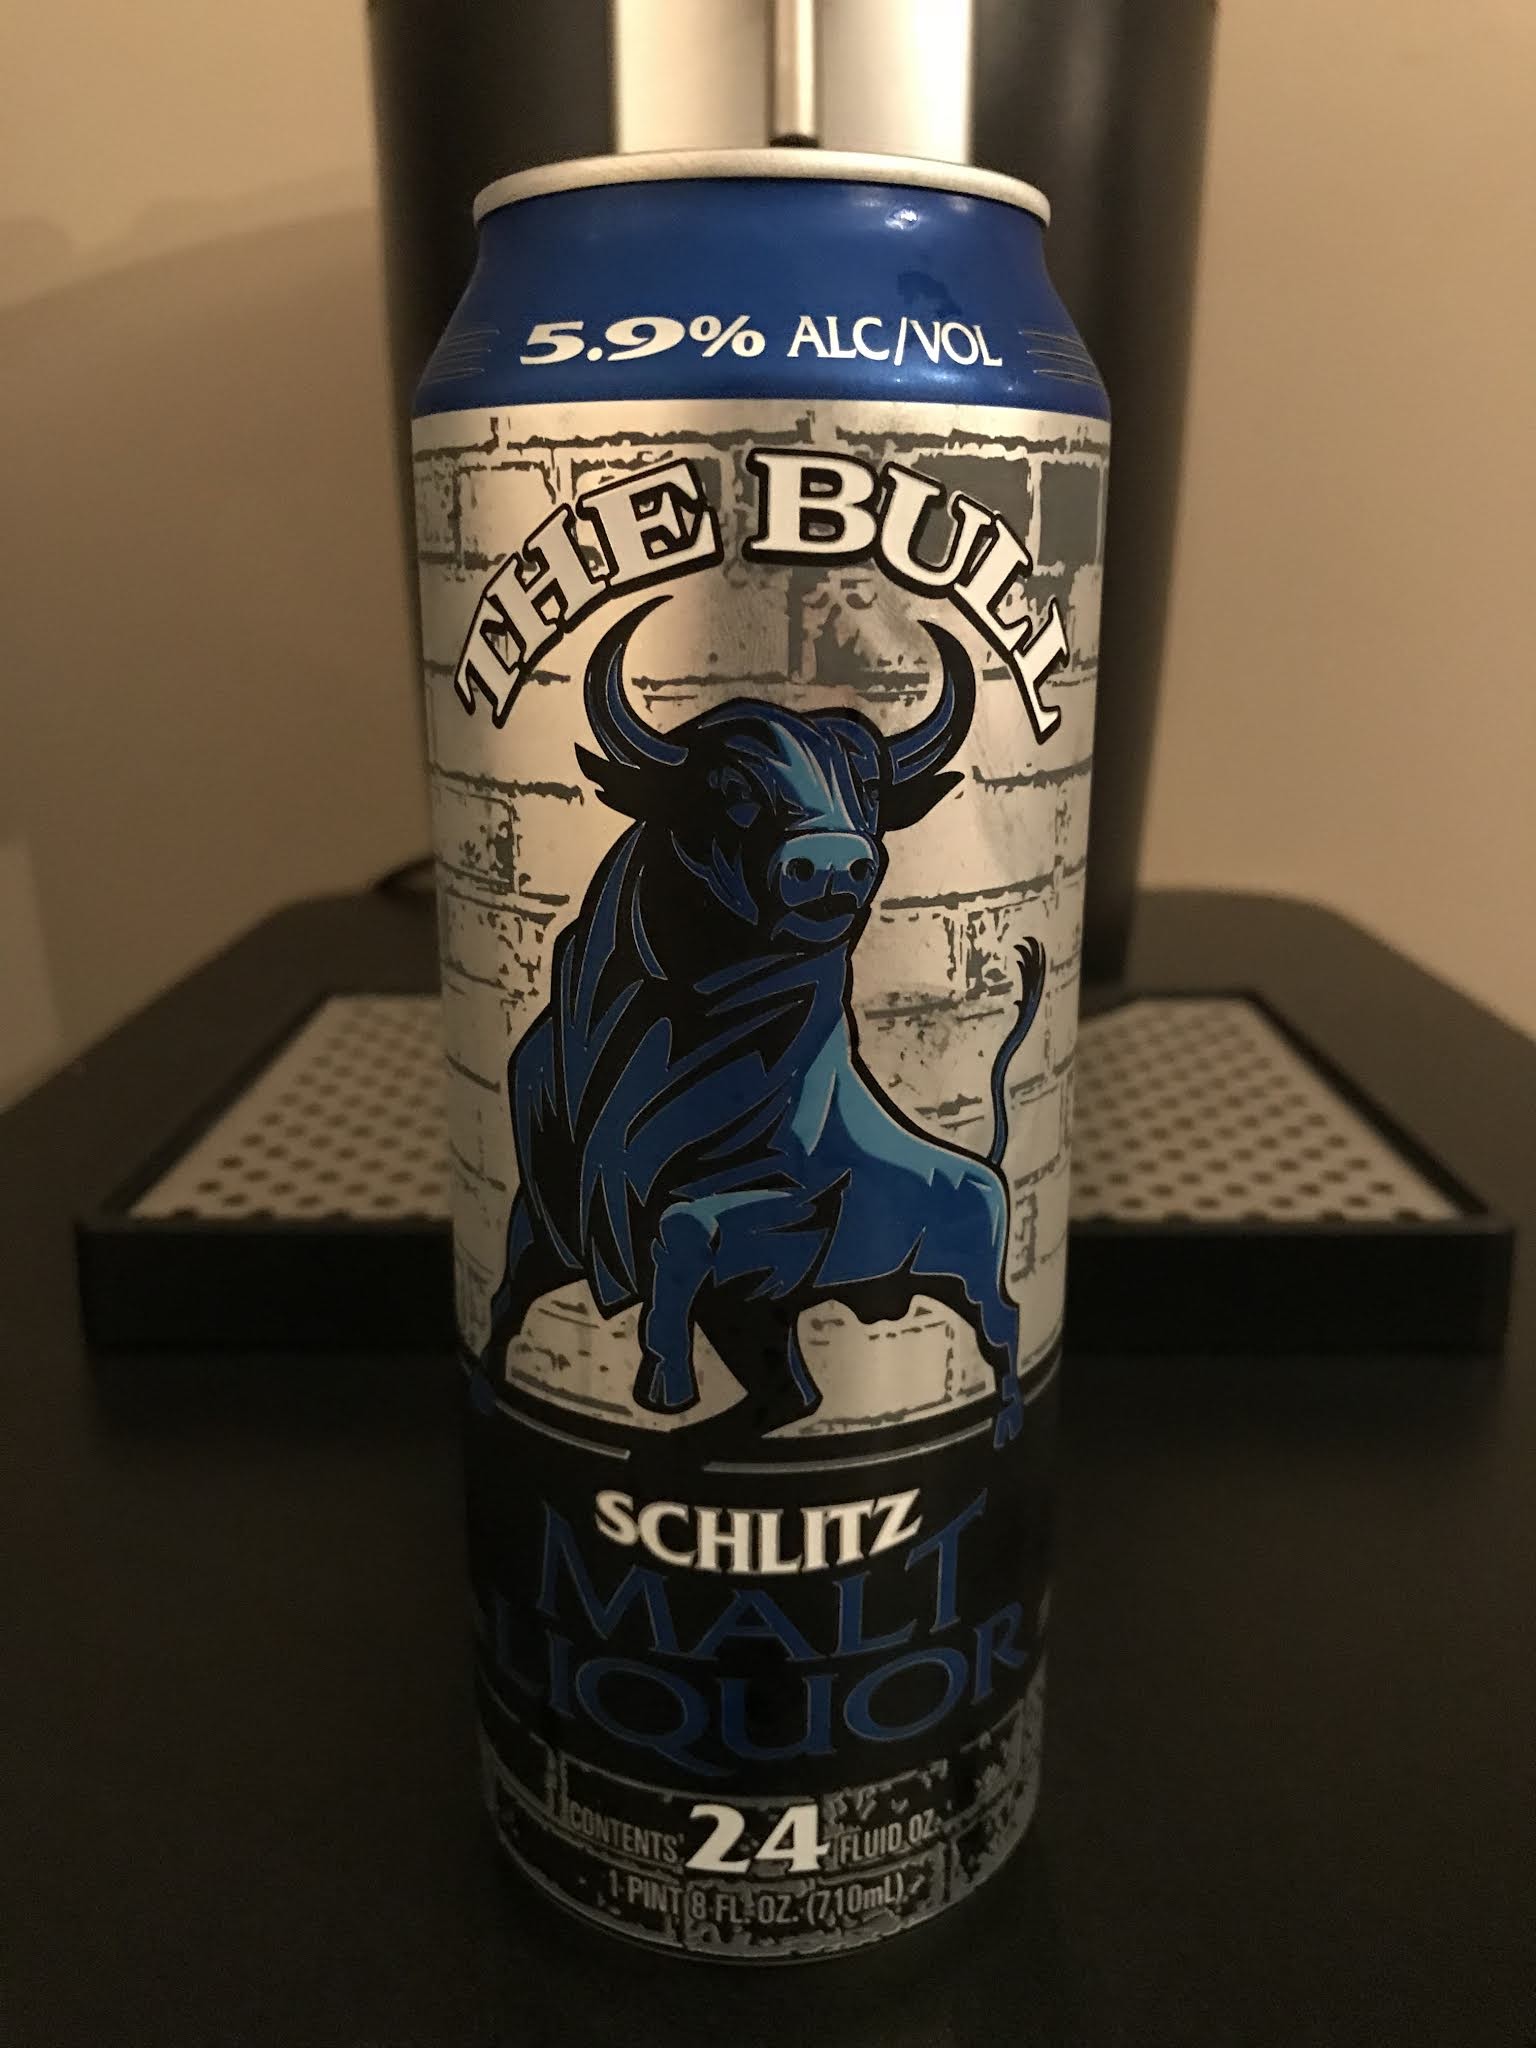 5.9% ALC/VOL
THE BULL
SCHLITZ
MALT
LIQUOR
CONTENTS 24 FLUID OZ.
1 PINT 8 FL. OZ. (710mL)